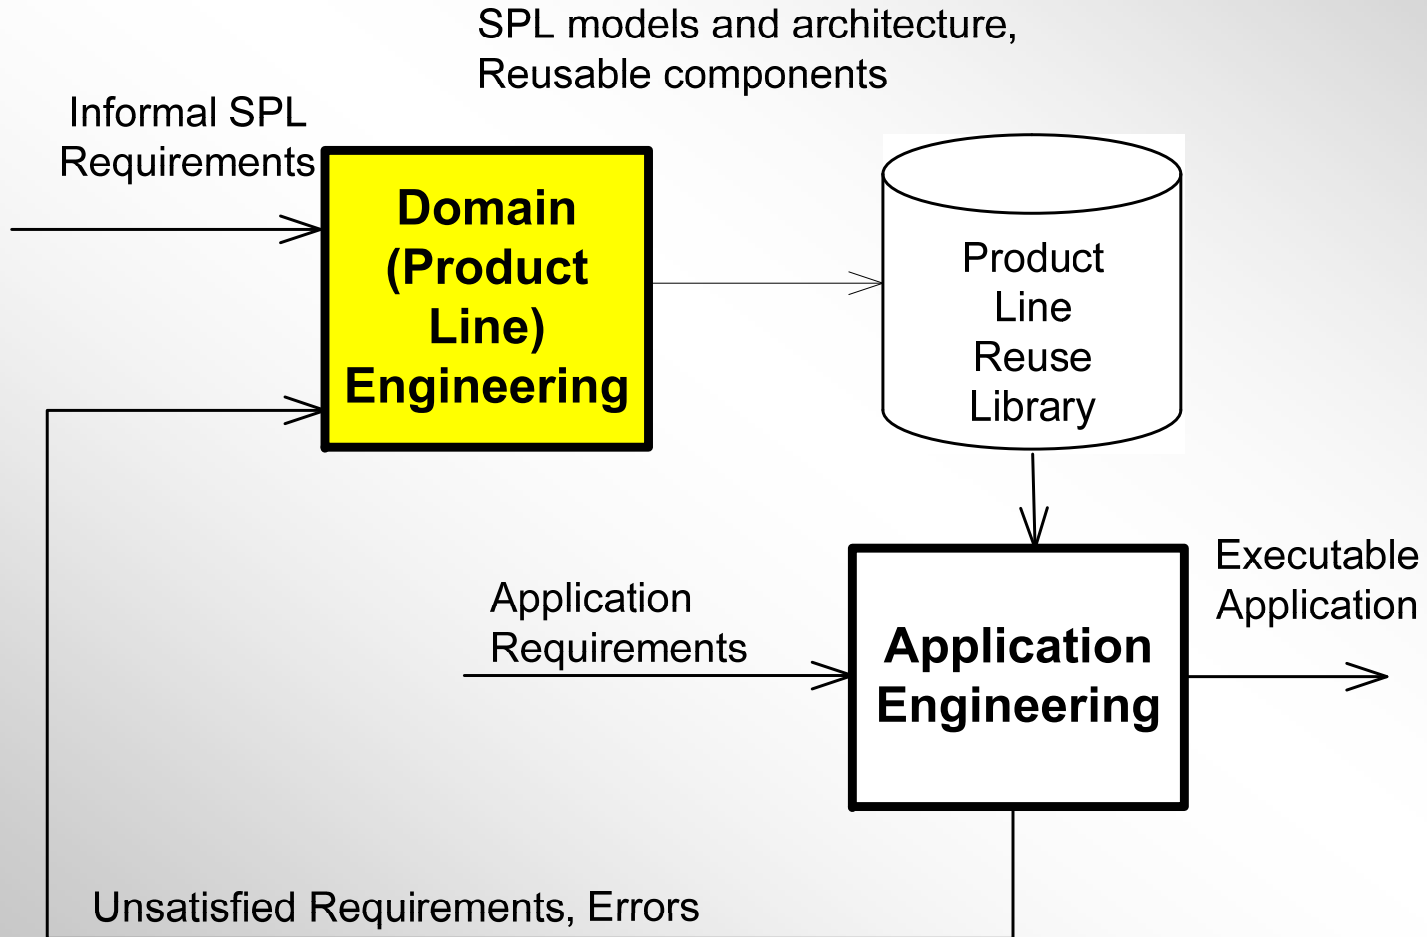 SPL models and architecture,
Reusable components
Informal SPL
Requirements
Domain
(Product
Line)
Engineering
Product
Line
Reuse
Library
Application
Requirements
Application
Engineering
Executable
Application
Unsatisfied Requirements, Errors